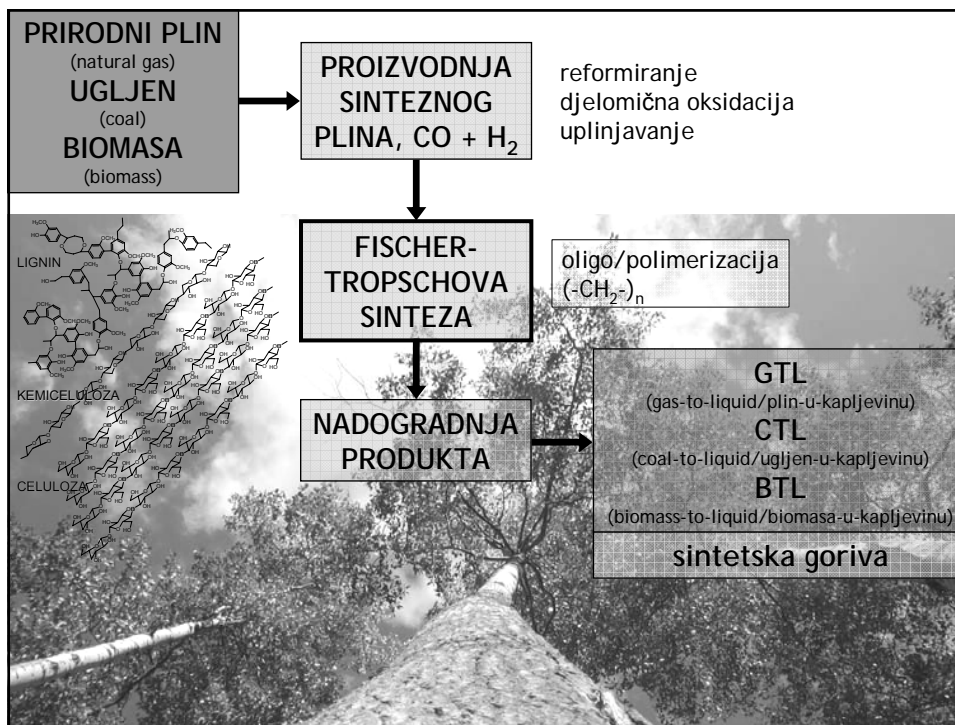 PRIRODNI PLIN
(natural gas)
UGLJEN
(coal)
BIOMASA
(biomass)
PROIZVODNJA
SINTEZNOG
PLINA, CO + H₂
reformiranje
djelomična oksidacija
uplinjavanje
FISCHER-
TROPSCHOVA
SINTEZA
oligo/polimerizacija
(-CH₂-)ₙ
NADOGRADNJA
PRODUKTA
GTL
(gas-to-liquid/plin-u-kapljevinu)
CTL
(coal-to-liquid/ugljen-u-kapljevinu)
BTL
(biomass-to-liquid/biomasa-u-kapljevinu)
sintetska goriva
LIGNIN
KEMICELULOZA
CELULOZA